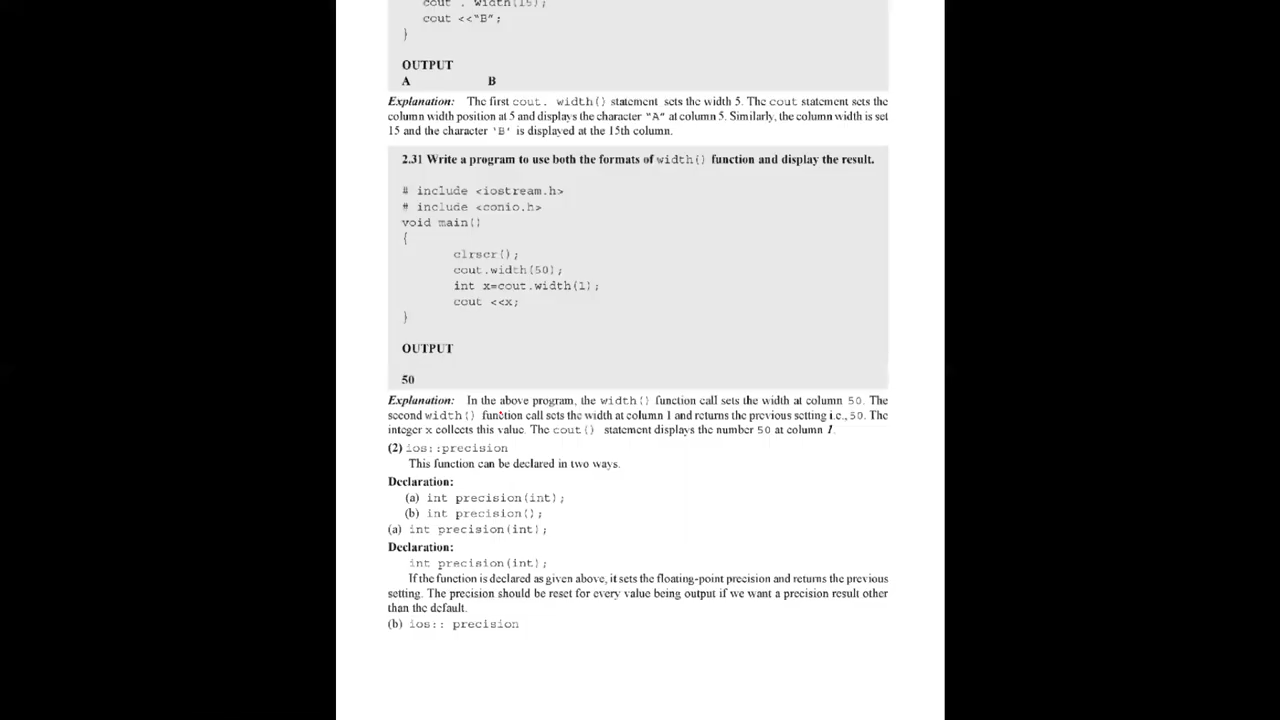 cout . width(15);
cout <<"B";
}
OUTPUT
A B
Explanation: The first cout. width() statement sets the width 5. The cout statement sets the
column width position at 5 and displays the character "A" at column 5. Similarly, the column width is set
15 and the character 'B' is displayed at the 15th column.
2.31 Write a program to use both the formats of width() function and display the result.
# include <iostream.h>
# include <conio.h>
void main()
{
clrscr();
cout.width(50);
int x=cout.width(1);
cout <<x;
}
OUTPUT
50
Explanation: In the above program, the width() function call sets the width at column 50. The
second width() function call sets the width at column 1 and returns the previous setting i.e., 50. The
integer x collects this value. The cout() statement displays the number 50 at column 1.
(2) ios::precision
This function can be declared in two ways.
Declaration:
(a) int precision(int);
(b) int precision();
(a) int precision(int);
Declaration:
int precision(int);
If the function is declared as given above, it sets the floating-point precision and returns the previous
setting. The precision should be reset for every value being output if we want a precision result other
than the default.
(b) ios:: precision